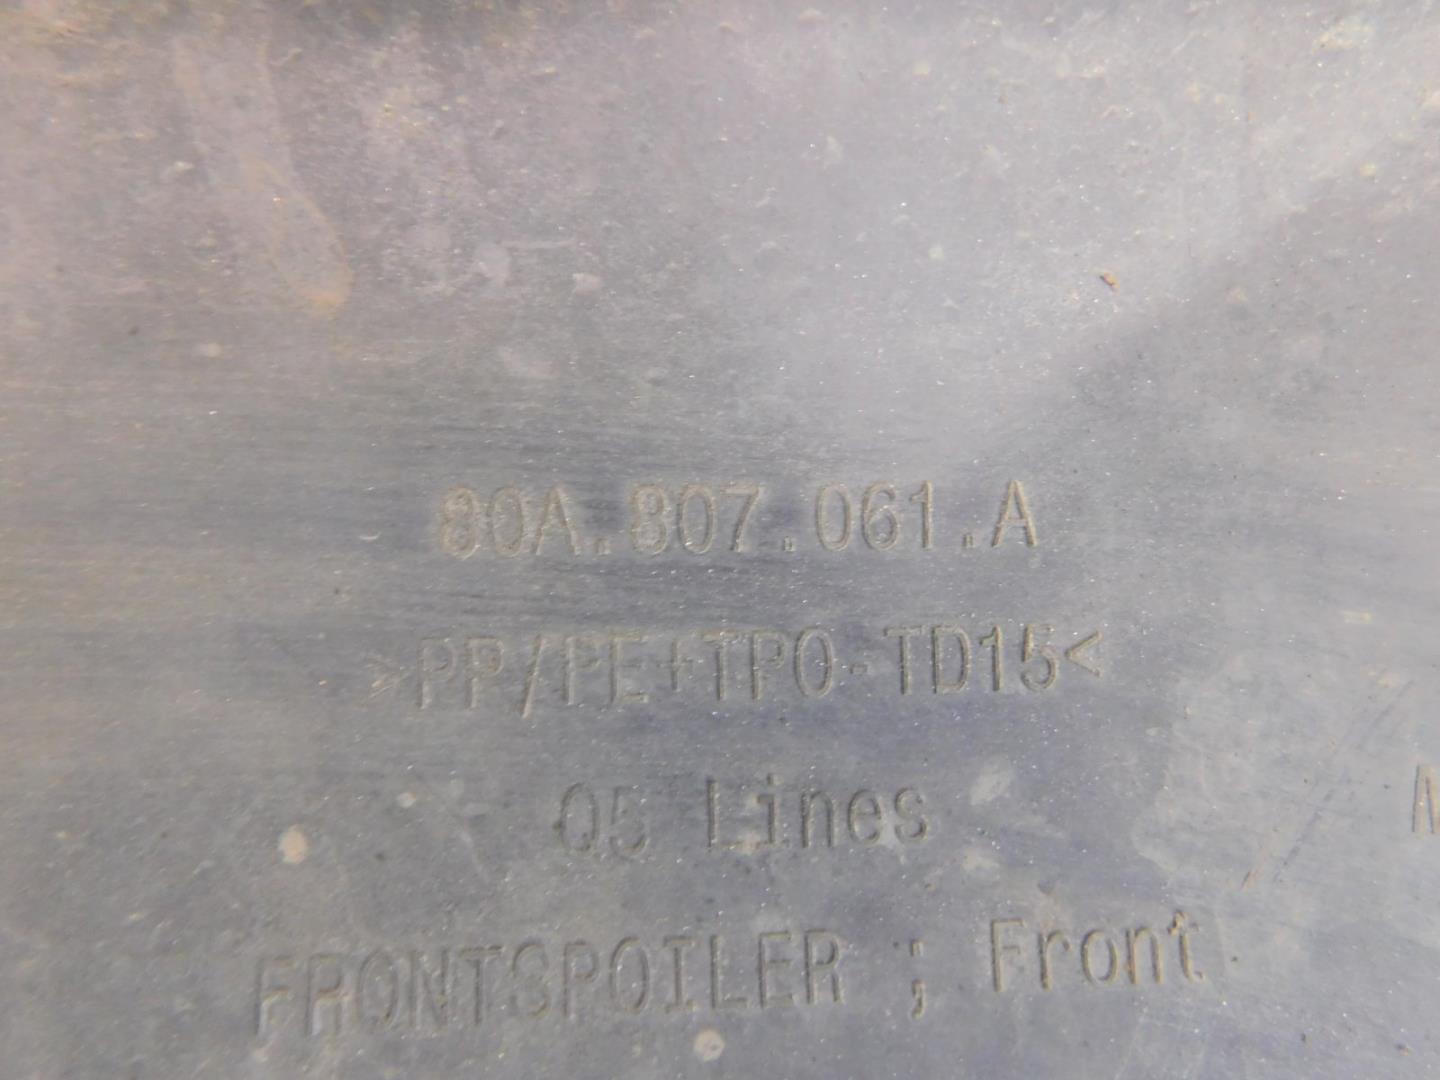 80A.807.061.A
>PP/PE+TPO-TD15<
Q5 Lines
FRONTSPOILER ; Front